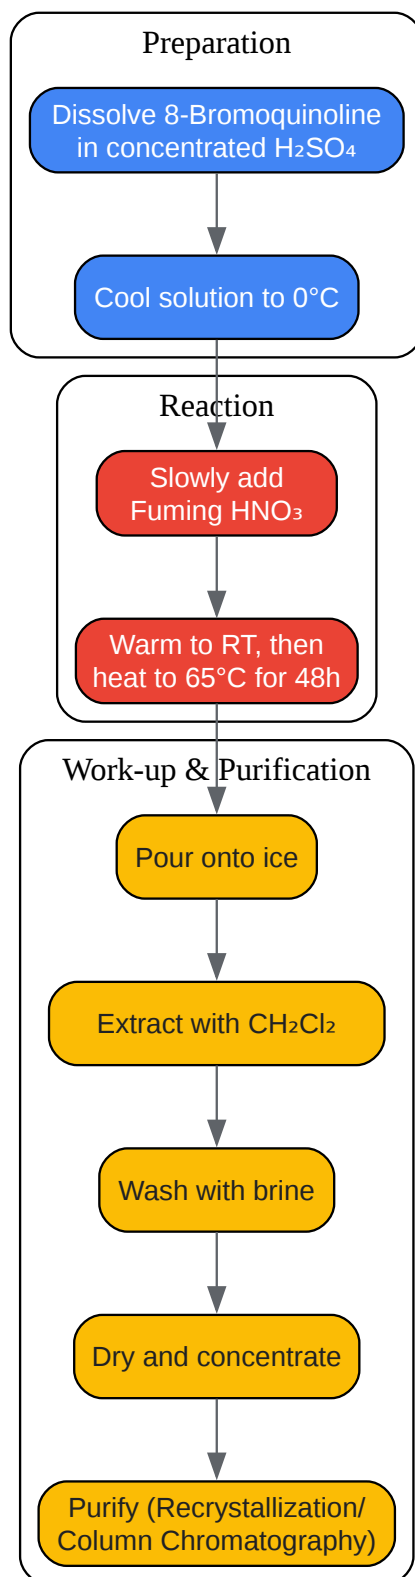 Preparation
Dissolve 8-Bromoquinoline
in concentrated H₂SO₄
Cool solution to 0°C
Reaction
Slowly add
Fuming HNO₃
Warm to RT, then
heat to 65°C for 48h
Work-up & Purification
Pour onto ice
Extract with CH₂Cl₂
Wash with brine
Dry and concentrate
Purify (Recrystallization/
Column Chromatography)